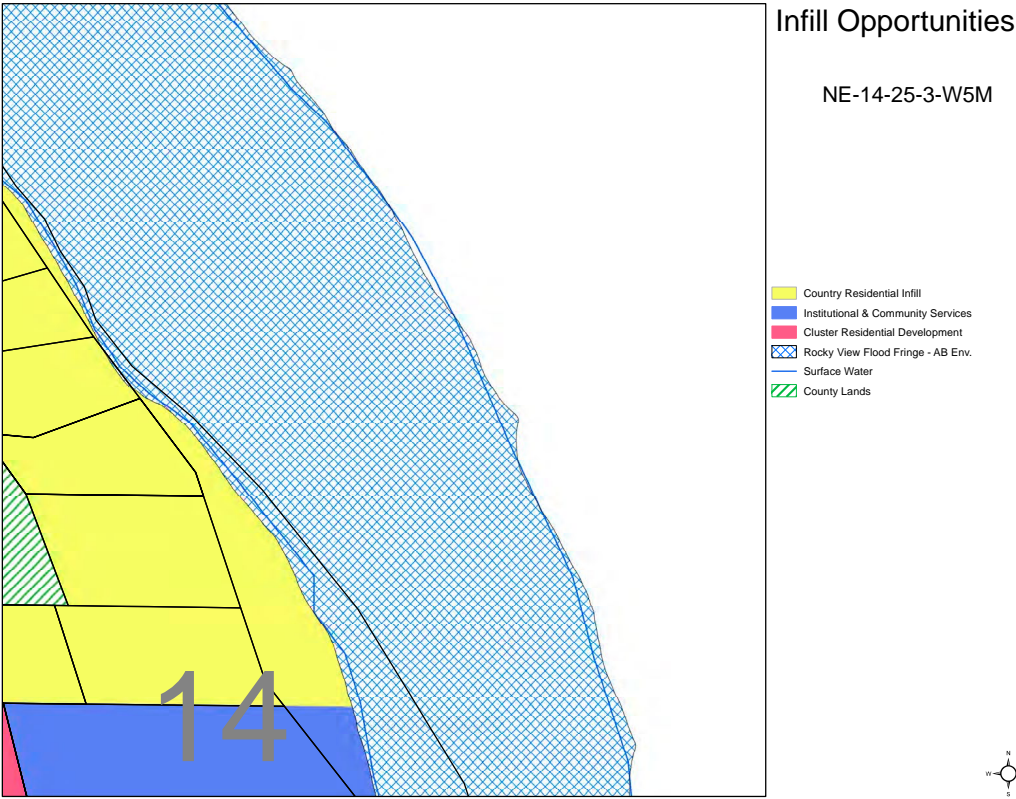 Infill Opportunities
NE-14-25-3-W5M
Country Residential Infill
Institutional & Community Services
Cluster Residential Development
Rocky View Flood Fringe - AB Env.
Surface Water
County Lands
14
N
W
S